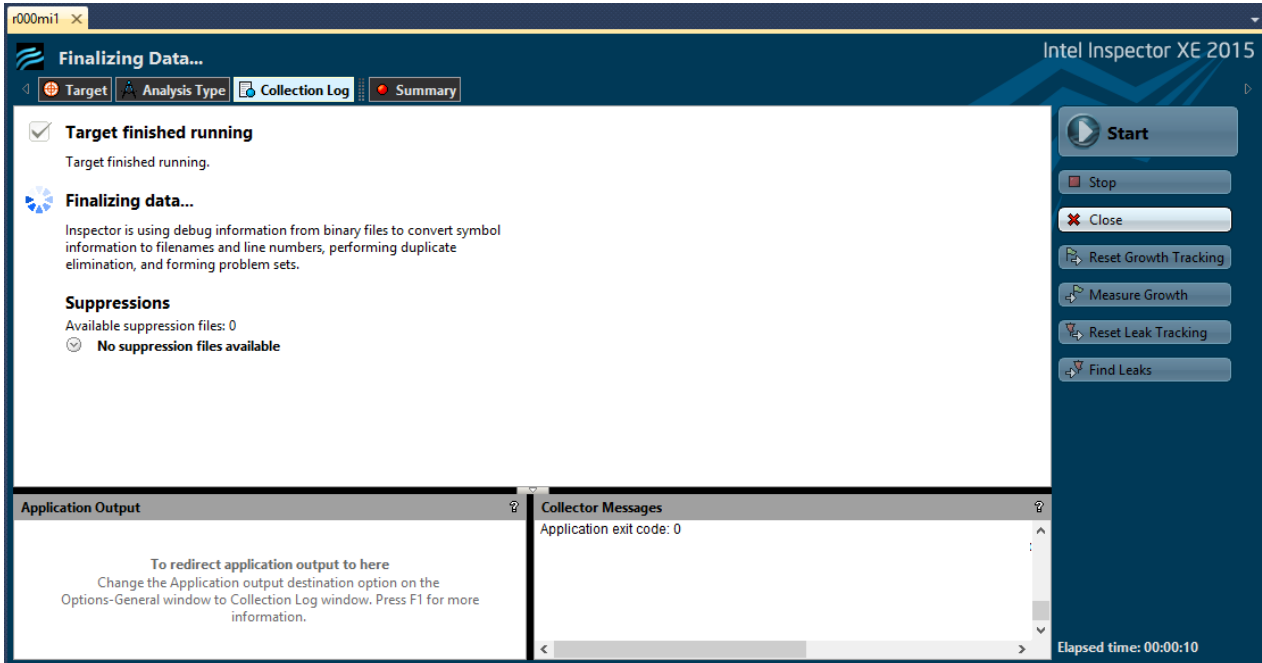 r000mi1
Finalizing Data...
Intel Inspector XE 2015
Target
Analysis Type
Collection Log
Summary
Target finished running
Target finished running.
Finalizing data...
Inspector is using debug information from binary files to convert symbol
information to filenames and line numbers, performing duplicate
elimination, and forming problem sets.
Suppressions
Available suppression files: 0
No suppression files available
Start
Stop
Close
Reset Growth Tracking
Measure Growth
Reset Leak Tracking
Find Leaks
Application Output
?
To redirect application output to here
Change the Application output destination option on the
Options-General window to Collection Log window. Press F1 for more
information.
Collector Messages
?
Application exit code: 0
Elapsed time: 00:00:10